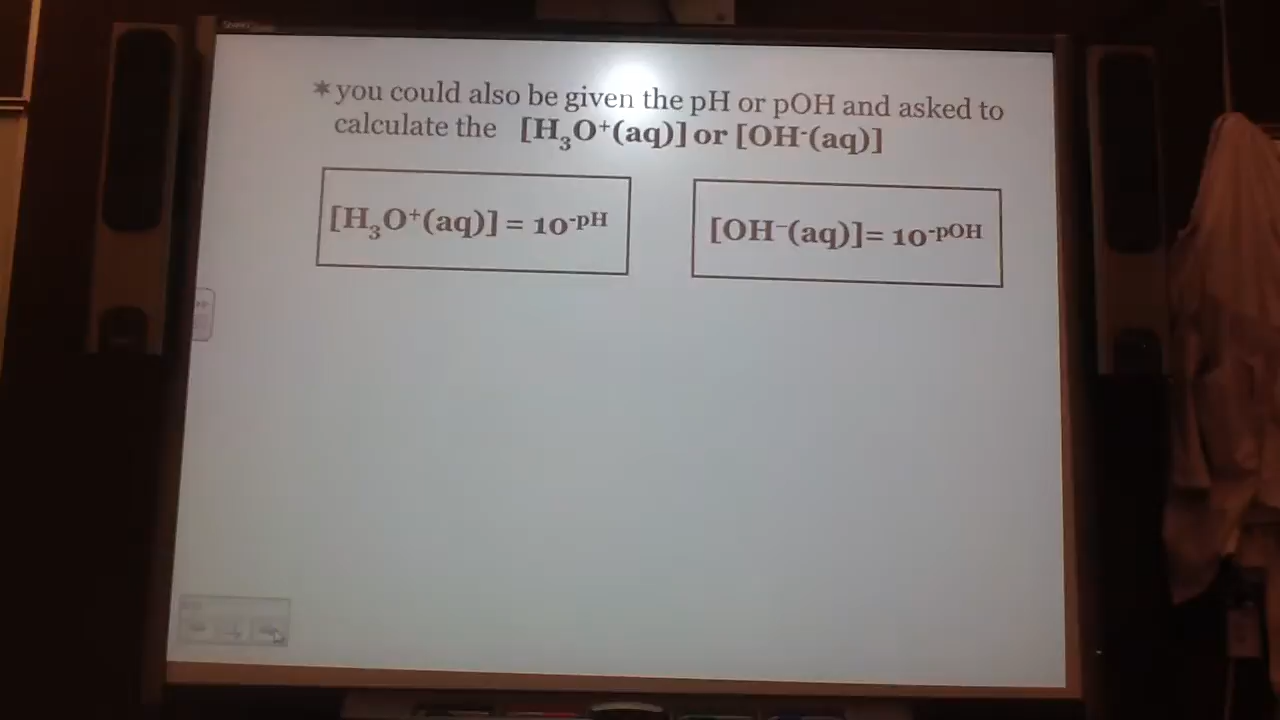 * you could also be given the pH or pOH and asked to
calculate the [H₃O⁺(aq)] or [OH⁻(aq)]
[H₃O⁺(aq)] = 10⁻ᵖᴴ
[OH⁻(aq)]= 10⁻ᵖᴼᴴ